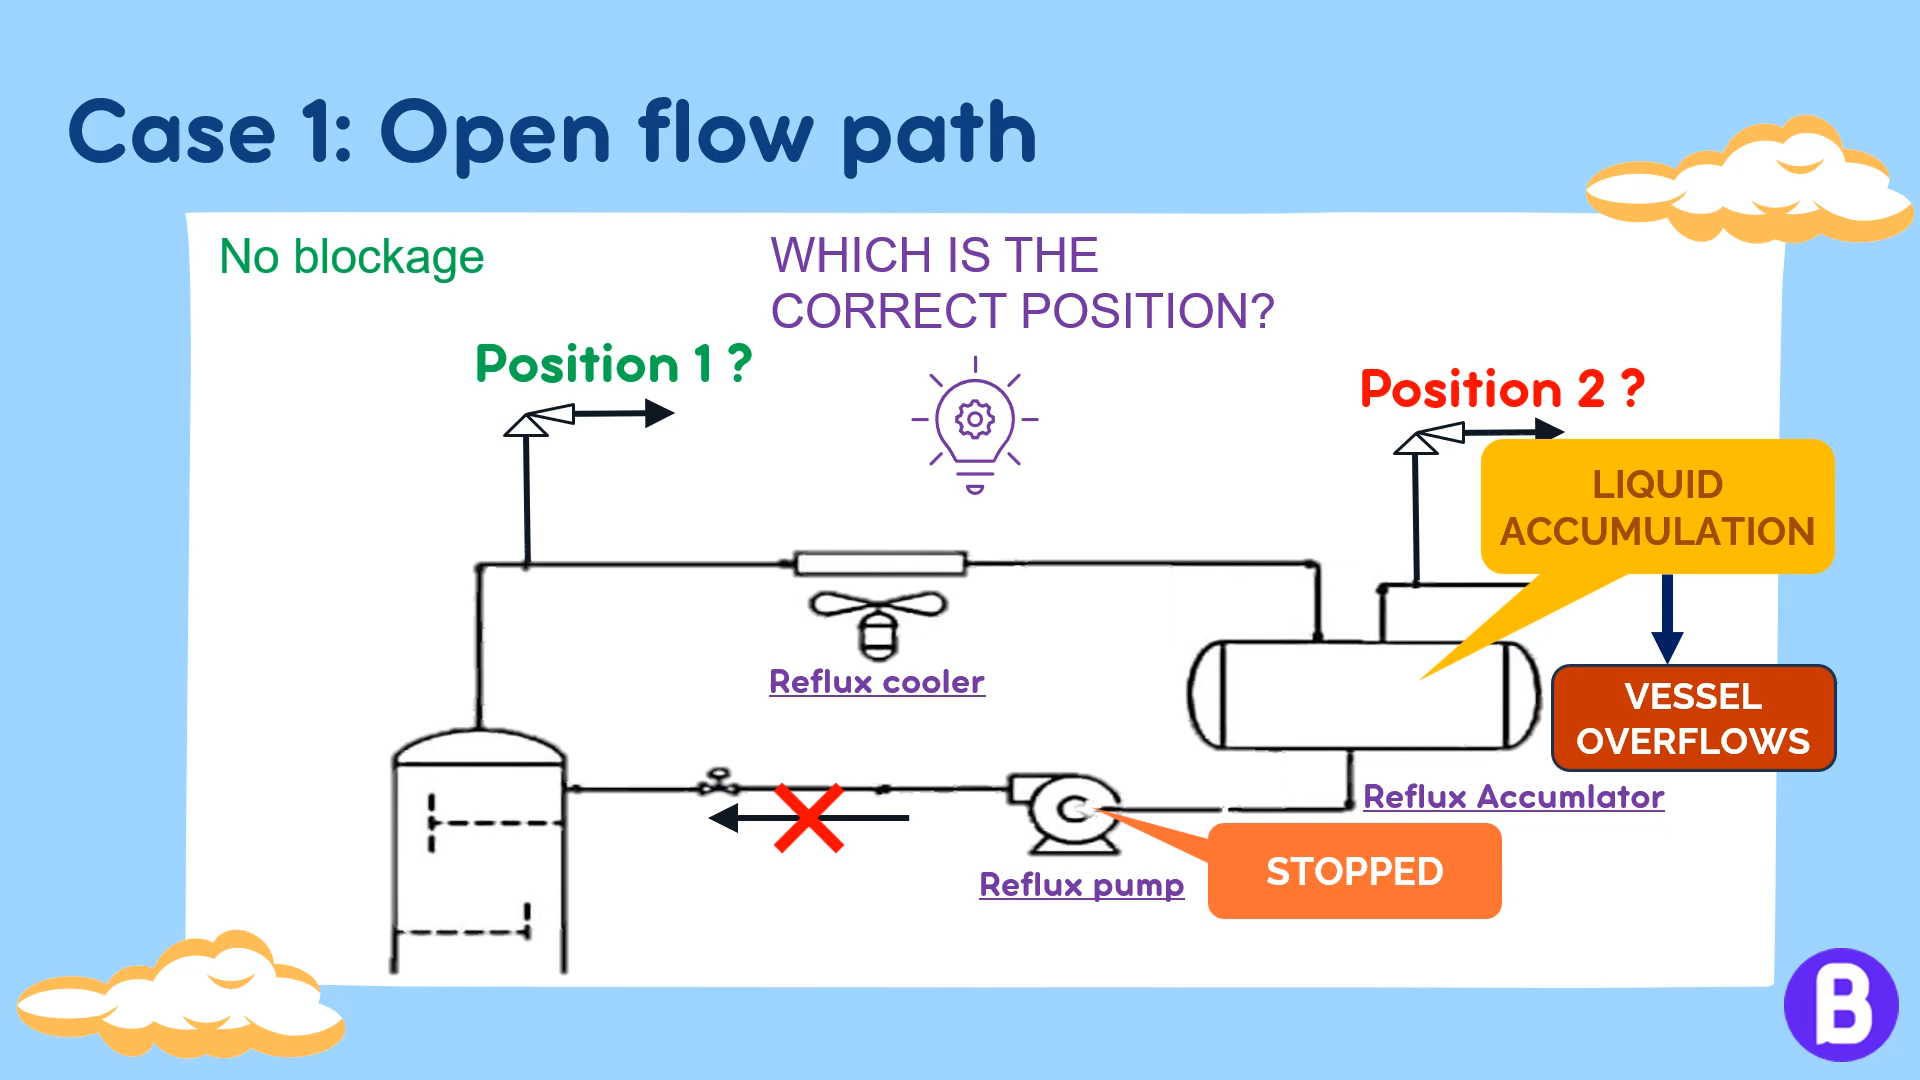 Case 1: Open flow path
No blockage
WHICH IS THE
CORRECT POSITION?
Position 1 ?
Position 2 ?
LIQUID
ACCUMULATION
Reflux cooler
VESSEL
OVERFLOWS
Reflux Accumlator
STOPPED
Reflux pump
B